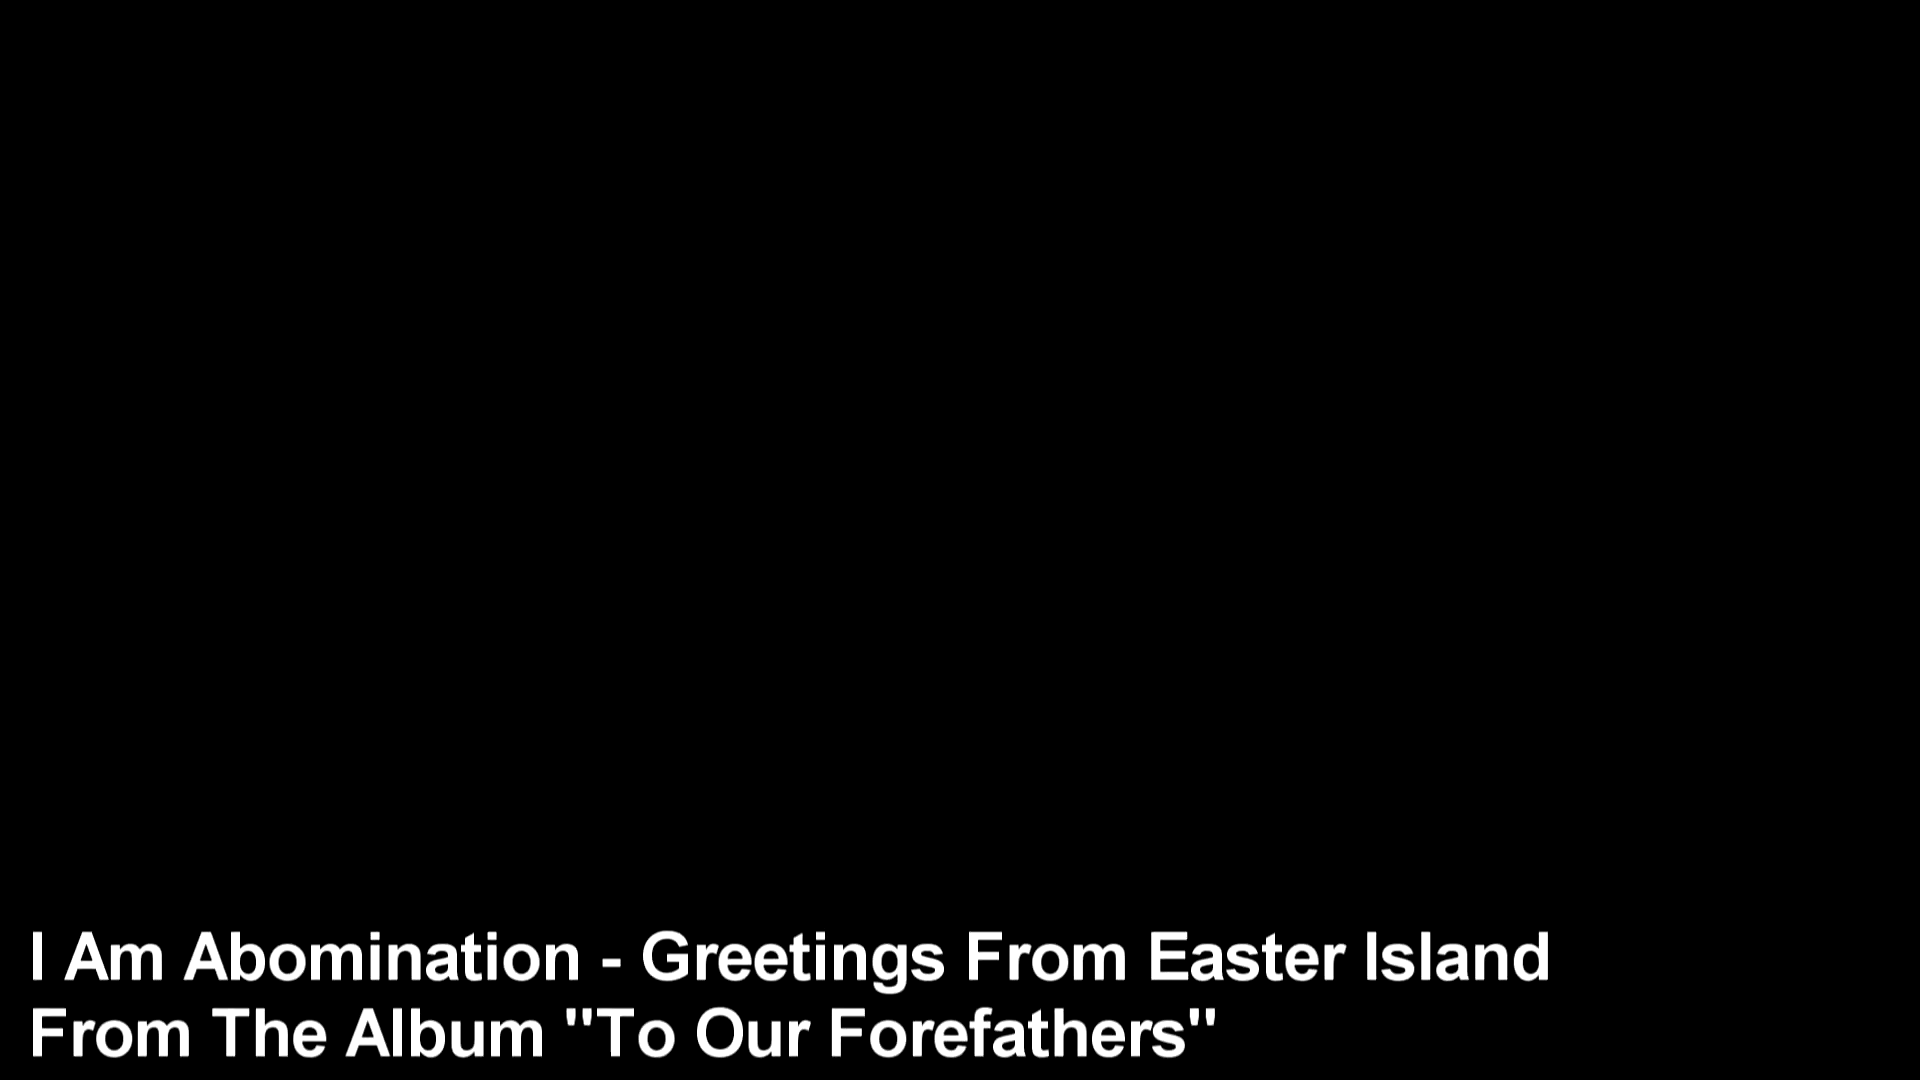 I Am Abomination - Greetings From Easter Island
From The Album "To Our Forefathers"